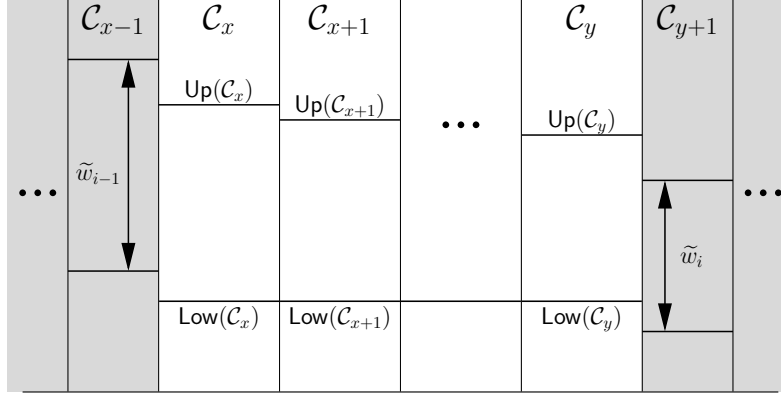 𝒞_{x−1} 𝒞_x 𝒞_{x+1} 𝒞_y 𝒞_{y+1}
Up(𝒞_x)
Up(𝒞_{x+1})
Up(𝒞_y)
...
w̃_{i−1}
... ...
w̃_i
Low(𝒞_x) Low(𝒞_{x+1}) Low(𝒞_y)